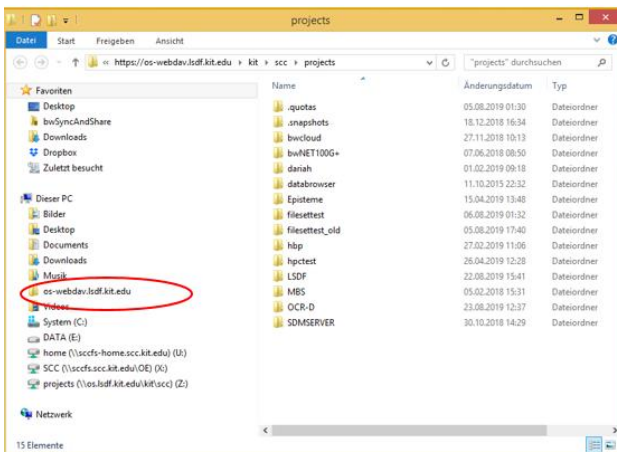 projects
Datei Start Freigeben Ansicht
« https://os-webdav.lsdf.kit.edu › kit › scc › projects
"projects" durchsuchen
Favoriten
Desktop
bwSyncAndShare
Downloads
Dropbox
Zuletzt besucht
Dieser PC
Bilder
Desktop
Documents
Downloads
Musik
os-webdav.lsdf.kit.edu
Videos
System (C:)
DATA (E:)
home (\\sccfs-home.scc.kit.edu) (U:)
SCC (\\sccfs.scc.kit.edu\OE) (X:)
projects (\\os.lsdf.kit.edu\kit\scc) (Z:)
Netzwerk
Name Änderungsdatum Typ
.quotas 05.08.2019 01:30 Dateiordner
.snapshots 18.12.2018 16:34 Dateiordner
bwcloud 27.11.2018 10:13 Dateiordner
bwNET100G+ 07.06.2018 08:50 Dateiordner
dariah 01.02.2019 09:18 Dateiordner
databrowser 11.10.2015 22:32 Dateiordner
Episteme 15.04.2019 13:48 Dateiordner
filesettest 06.08.2019 01:32 Dateiordner
filesettest_old 05.08.2019 17:40 Dateiordner
hbp 27.02.2019 11:06 Dateiordner
hpctest 26.04.2019 12:28 Dateiordner
LSDF 22.08.2019 15:41 Dateiordner
MBS 05.02.2018 15:31 Dateiordner
OCR-D 23.08.2019 12:37 Dateiordner
SDMSERVER 30.10.2018 14:29 Dateiordner
15 Elemente